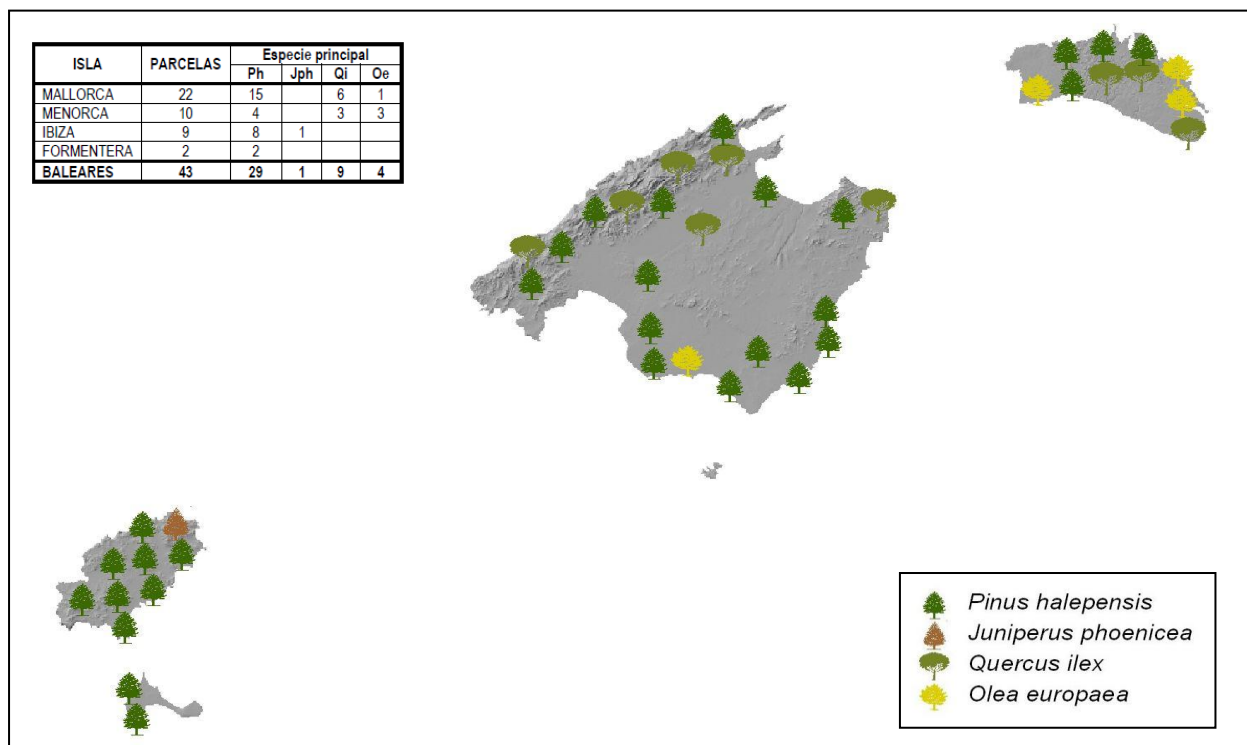 ISLA PARCELAS Especie principal
Ph Jph Qi Oe
MALLORCA 22 15 6 1
MENORCA 10 4 3 3
IBIZA 9 8 1
FORMENTERA 2 2
BALEARES 43 29 1 9 4
Pinus halepensis
Juniperus phoenicea
Quercus ilex
Olea europaea